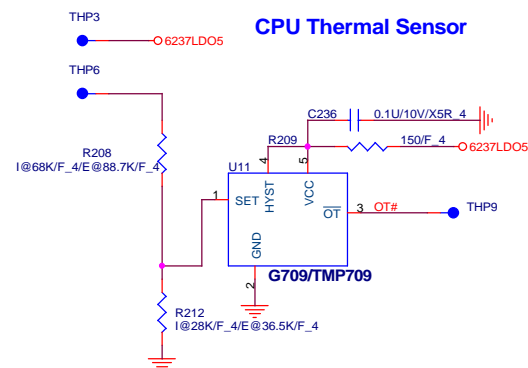 THP3
6237LDO5
CPU Thermal Sensor
THP6
C236
0.1U/10V/X5R_4
R208
I@68K/F_4/E@88.7K/F_4
R209
150/F_4
6237LDO5
U11
4
5
1
SET
HYST
VCC
OT
3
OT#
THP9
GND
G709/TMP709
2
R212
I@28K/F_4/E@36.5K/F_4